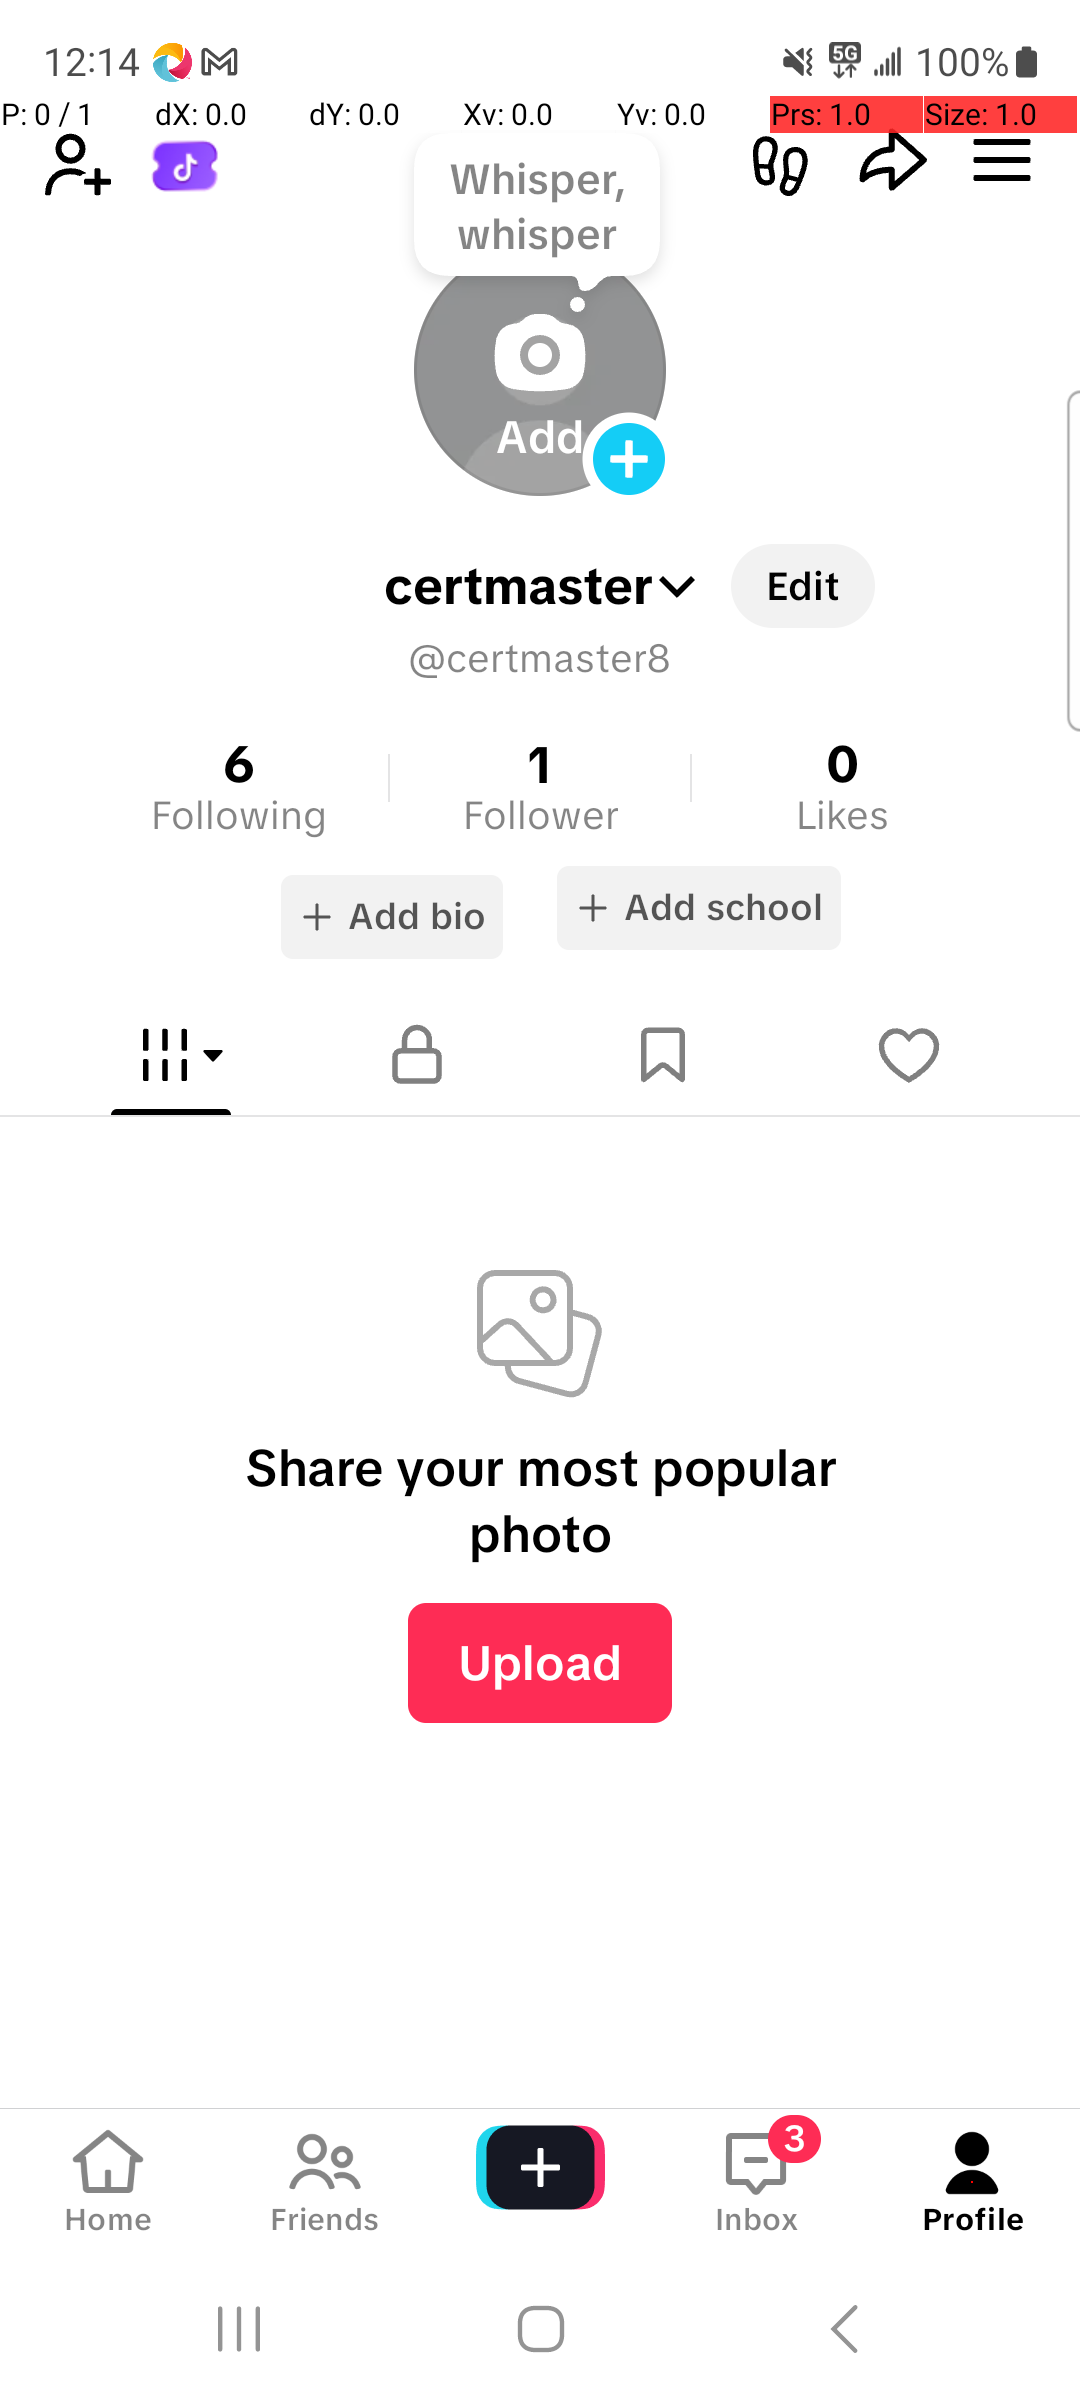 12:14
5G
100%
P: 0 / 1 dX: 0.0 dY: 0.0 Xv: 0.0 Yv: 0.0 Prs: 1.0 Size: 1.0
Whisper,
whisper
Add
certmaster
Edit
@certmaster8
6 1 0
Following Follower Likes
+ Add bio + Add school
Share your most popular
photo
Upload
3
Home Friends Inbox Profile